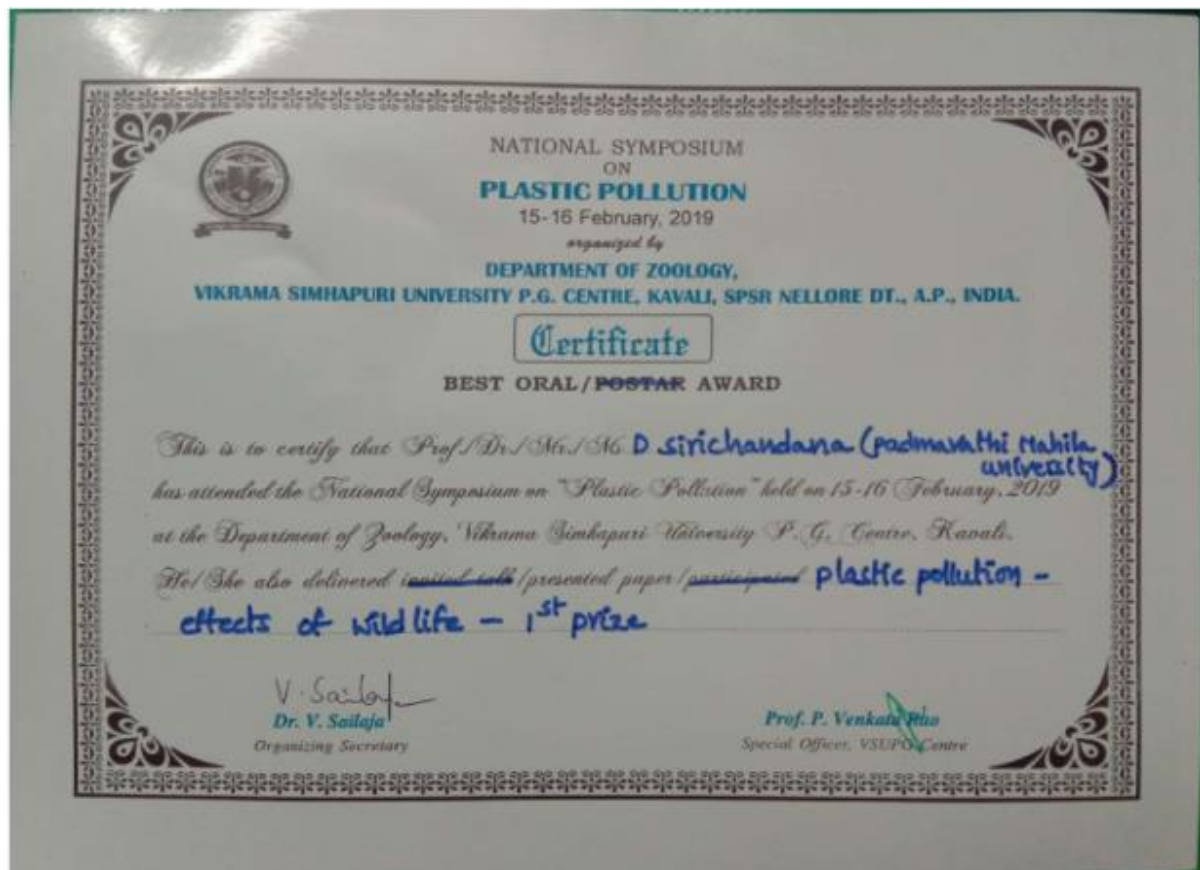 NATIONAL SYMPOSIUM
ON
PLASTIC POLLUTION
15-16 February, 2019
organized by
DEPARTMENT OF ZOOLOGY,
VIKRAMA SIMHAPURI UNIVERSITY P.G. CENTRE, KAVALI, SPSR NELLORE DT., A.P., INDIA.
Certificate
BEST ORAL/POSTAR AWARD
This is to certify that Prof./Dr./Mr./Ms. D sirichandana (padmavathi Mahila
university)
has attended the National Symposium on "Plastic Pollution" held on 15-16 February, 2019
at the Department of Zoology, Vikrama Simhapuri University P. G. Centre, Kavali.
He/She also delivered invited talk/presented paper/participated plastic pollution -
effects of wildlife - 1st prize
V. Sailaja
Dr. V. Sailaja
Organizing Secretary
Prof. P. Venkata Rao
Special Officer, VSUPG Centre